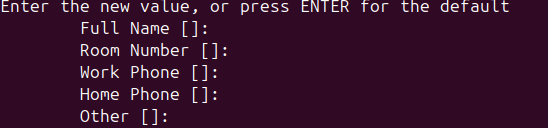 Enter the new value, or press ENTER for the default
Full Name []:
Room Number []:
Work Phone []:
Home Phone []:
Other []: